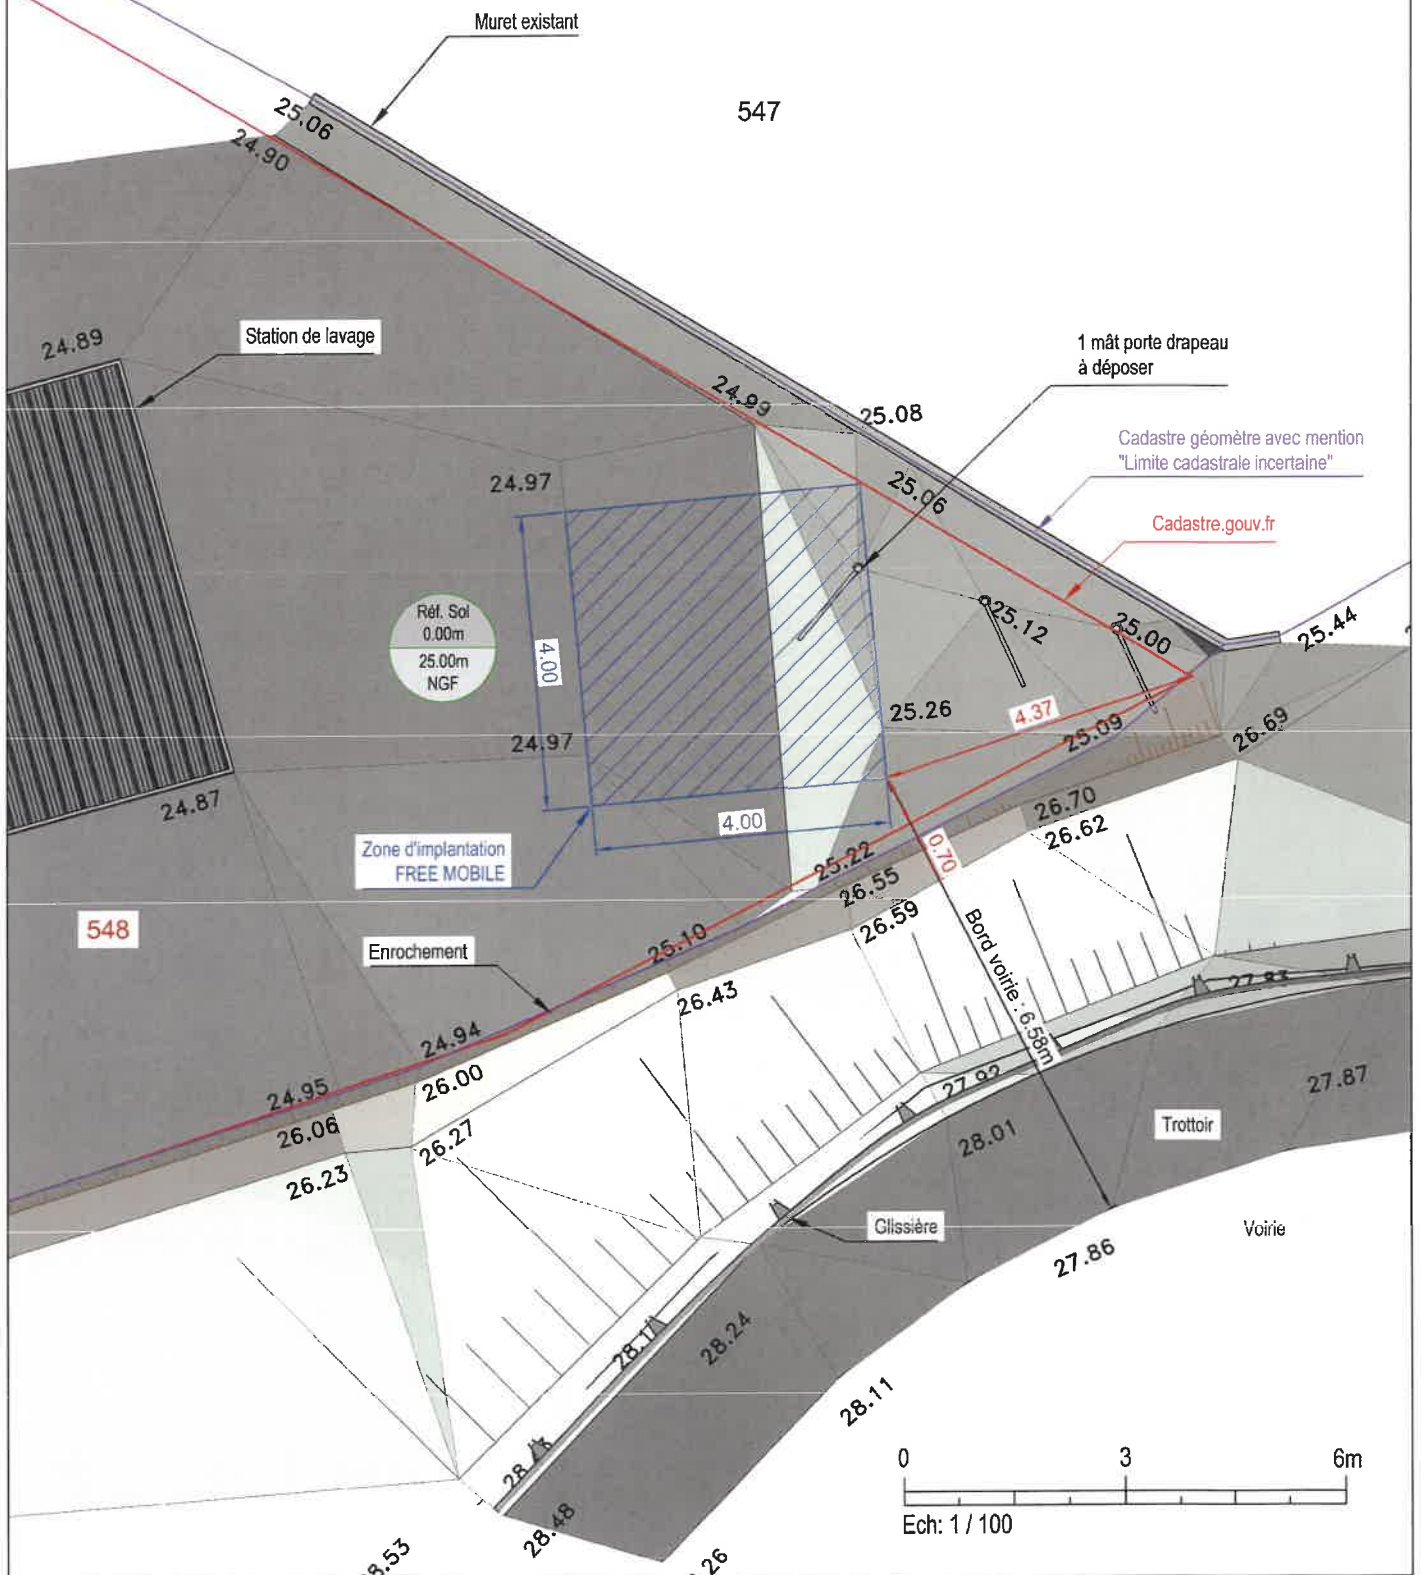 Muret existant
547
25.06
24.90
24.89
Station de lavage
1 mât porte drapeau
à déposer
24.99
25.08
Cadastre géomètre avec mention
"Limite cadastrale incertaine"
24.97
25.06
Cadastre.gouv.fr
Réf. Sol
0.00m
25.00m
NGF
4.00
25.12
25.00
25.44
25.26
4.37
25.09
26.69
24.97
24.87
4.00
26.70
26.62
Zone d'implantation
FREE MOBILE
0.70
25.22
26.55
26.59
548
Enrochement
25.10
Bord voirie : 6.58m
26.43
27.83
24.94
26.00
24.95
26.06
26.27
26.23
27.92
28.01
27.87
Trottoir
Glissière
Voirie
27.86
28.24
28.11
28.48
0 3 6m
Ech: 1 / 100